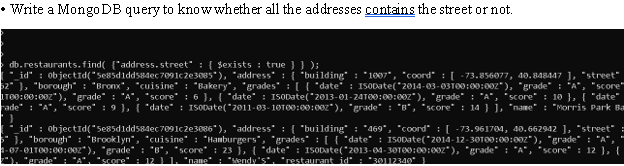 • Write a MongoDB query to know whether all the addresses contains the street or not.
> db.restaurants.find( {"address.street" : { $exists : true } } );
"_id" : ObjectId("5e85d1dd584ec7091c2e3085"), "address" : { "building" : "1007", "coord" : [ -73.856077, 40.848447 ], "street"
62" }, "borough" : "Bronx", "cuisine" : "Bakery", "grades" : [ { "date" : ISODate("2014-03-03T00:00:00Z"), "grade" : "A",
1T00:00:00Z"), "grade" : "A", "score" : 6 }, { "date" : ISODate("2013-01-24T00:00:00Z"), "grade" : "A", "score" : 10 }, { "date"
rade" : "A", "score" : 9 }, { "date" : ISODate("2011-03-10T00:00:00Z"), "grade" : "B", "score" : 14 } ], "name" : "Morris Park Ba
"_id" : ObjectId("5e85d1dd584ec7091c2e3086"), "address" : { "building" : "469", "coord" : [ -73.961704, 40.662942 ], "street" :
" }, "borough" : "Brooklyn", "cuisine" : "Hamburgers", "grades" : [ { "date" : ISODate("2014-12-30T00:00:00Z"), "grade" : "A",
-07-01T00:00:00Z"), "grade" : "B", "score" : 23 }, { "date" : ISODate("2013-04-30T00:00:00Z"), "grade" : "A", "score" : 12 }, {
"), "grade" : "A", "score" : 12 } ], "name" : "Wendy'S", "restaurant_id" : "30112340" }